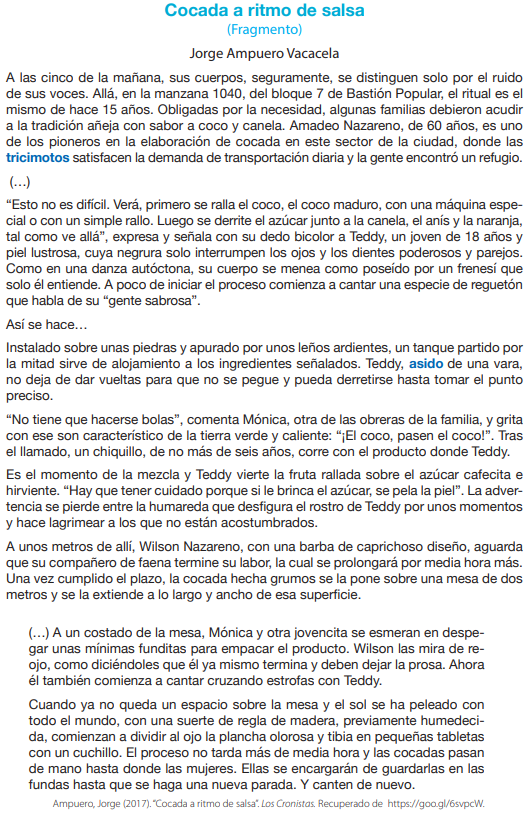 Cocada a ritmo de salsa
(Fragmento)
Jorge Ampuero Vacacela
A las cinco de la mañana, sus cuerpos, seguramente, se distinguen solo por el ruido
de sus voces. Allá, en la manzana 1040, del bloque 7 de Bastión Popular, el ritual es el
mismo de hace 15 años. Obligadas por la necesidad, algunas familias debieron acudir
a la tradición añeja con sabor a coco y canela. Amadeo Nazareno, de 60 años, es uno
de los pioneros en la elaboración de cocada en este sector de la ciudad, donde las
tricimotos satisfacen la demanda de transportación diaria y la gente encontró un refugio.
(…)
“Esto no es difícil. Verá, primero se ralla el coco, el coco maduro, con una máquina espe-
cial o con un simple rallo. Luego se derrite el azúcar junto a la canela, el anís y la naranja,
tal como ve allá”, expresa y señala con su dedo bicolor a Teddy, un joven de 18 años y
piel lustrosa, cuya negrura solo interrumpen los ojos y los dientes poderosos y parejos.
Como en una danza autóctona, su cuerpo se menea como poseído por un frenesí que
solo él entiende. A poco de iniciar el proceso comienza a cantar una especie de reguetón
que habla de su “gente sabrosa”.
Así se hace…
Instalado sobre unas piedras y apurado por unos leños ardientes, un tanque partido por
la mitad sirve de alojamiento a los ingredientes señalados. Teddy, asido de una vara,
no deja de dar vueltas para que no se pegue y pueda derretirse hasta tomar el punto
preciso.
“No tiene que hacerse bolas”, comenta Mónica, otra de las obreras de la familia, y grita
con ese son característico de la tierra verde y caliente: “¡El coco, pasen el coco!”. Tras
el llamado, un chiquillo, de no más de seis años, corre con el producto donde Teddy.
Es el momento de la mezcla y Teddy vierte la fruta rallada sobre el azúcar cafecita e
hirviente. “Hay que tener cuidado porque si le brinca el azúcar, se pela la piel”. La adver-
tencia se pierde entre la humareda que desfigura el rostro de Teddy por unos momentos
y hace lagrimear a los que no están acostumbrados.
A unos metros de allí, Wilson Nazareno, con una barba de caprichoso diseño, aguarda
que su compañero de faena termine su labor, la cual se prolongará por media hora más.
Una vez cumplido el plazo, la cocada hecha grumos se la pone sobre una mesa de dos
metros y se la extiende a lo largo y ancho de esa superficie.
(…) A un costado de la mesa, Mónica y otra jovencita se esmeran en despe-
gar unas mínimas funditas para empacar el producto. Wilson las mira de re-
ojo, como diciéndoles que él ya mismo termina y deben dejar la prosa. Ahora
él también comienza a cantar cruzando estrofas con Teddy.
Cuando ya no queda un espacio sobre la mesa y el sol se ha peleado con
todo el mundo, con una suerte de regla de madera, previamente humedeci-
da, comienzan a dividir al ojo la plancha olorosa y tibia en pequeñas tabletas
con un cuchillo. El proceso no tarda más de media hora y las cocadas pasan
de mano hasta donde las mujeres. Ellas se encargarán de guardarlas en las
fundas hasta que se haga una nueva parada. Y canten de nuevo.
Ampuero, Jorge (2017). “Cocada a ritmo de salsa”. Los Cronistas. Recuperado de https://goo.gl/6svpcW.